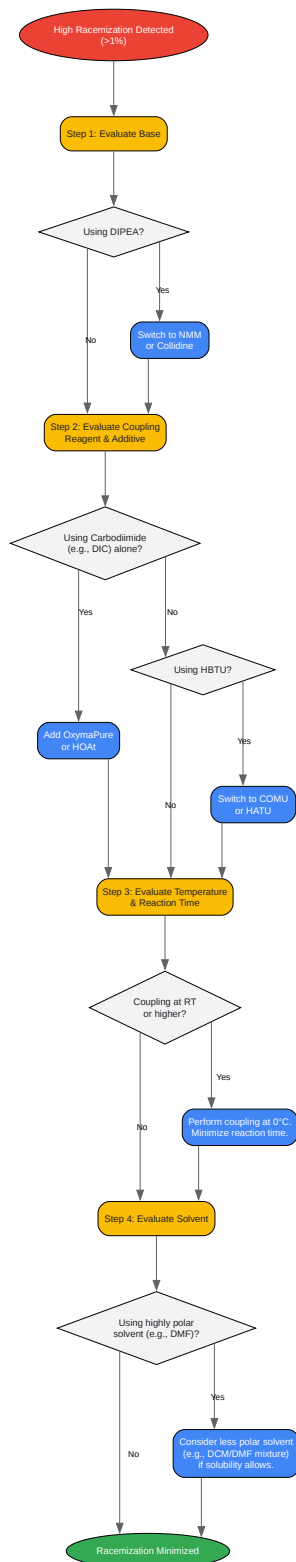 High Racemization Detected
(>1%)
Step 1: Evaluate Base
Using DIPEA?
Yes
No
Switch to NMM
or Collidine
Step 2: Evaluate Coupling
Reagent & Additive
Using Carbodiimide
(e.g., DIC) alone?
Yes
No
Using HBTU?
Add OxymaPure
or HOAt
Yes
No
Switch to COMU
or HATU
Step 3: Evaluate Temperature
& Reaction Time
Coupling at RT
or higher?
Yes
No
Perform coupling at 0°C.
Minimize reaction time.
Step 4: Evaluate Solvent
Using highly polar
solvent (e.g., DMF)?
Yes
No
Consider less polar solvent
(e.g., DCM/DMF mixture)
if solubility allows.
Racemization Minimized